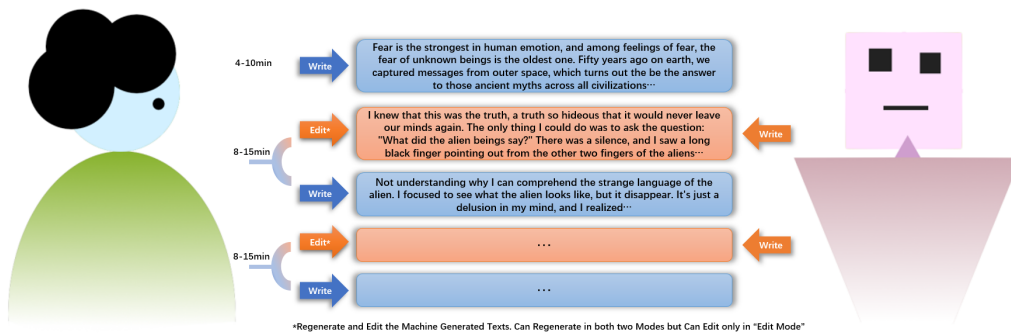 4-10min
Write
Fear is the strongest in human emotion, and among feelings of fear, the
fear of unknown beings is the oldest one. Fifty years ago on earth, we
captured messages from outer space, which turns out the be the answer
to those ancient myths across all civilizations···
8-15min
Edit*
I knew that this was the truth, a truth so hideous that it would never leave
our minds again. The only thing I could do was to ask the question:
"What did the alien beings say?" There was a silence, and I saw a long
black finger pointing out from the other two fingers of the aliens···
Write
Write
Not understanding why I can comprehend the strange language of the
alien. I focused to see what the alien looks like, but it disappear. It's just a
delusion in my mind, and I realized···
8-15min
Edit*
···
Write
Write
···
*Regenerate and Edit the Machine Generated Texts. Can Regenerate in both two Modes but Can Edit only in "Edit Mode"